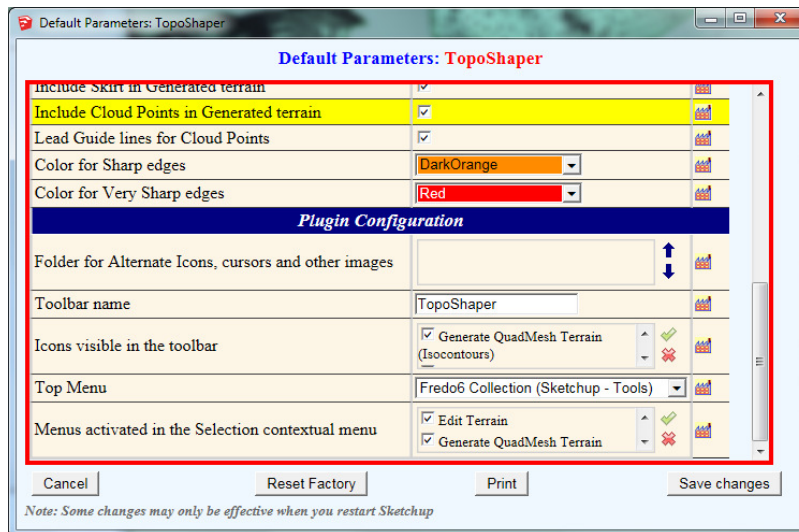 Default Parameters: TopoShaper
Default Parameters: TopoShaper
Include Skirt in Generated terrain
Include Cloud Points in Generated terrain
Lead Guide lines for Cloud Points
Color for Sharp edges DarkOrange
Color for Very Sharp edges Red
Plugin Configuration
Folder for Alternate Icons, cursors and other images
Toolbar name TopoShaper
Icons visible in the toolbar Generate QuadMesh Terrain
(Isocontours)
Top Menu Fredo6 Collection (Sketchup - Tools)
Menus activated in the Selection contextual menu Edit Terrain
Generate QuadMesh Terrain
Cancel Reset Factory Print Save changes
Note: Some changes may only be effective when you restart Sketchup